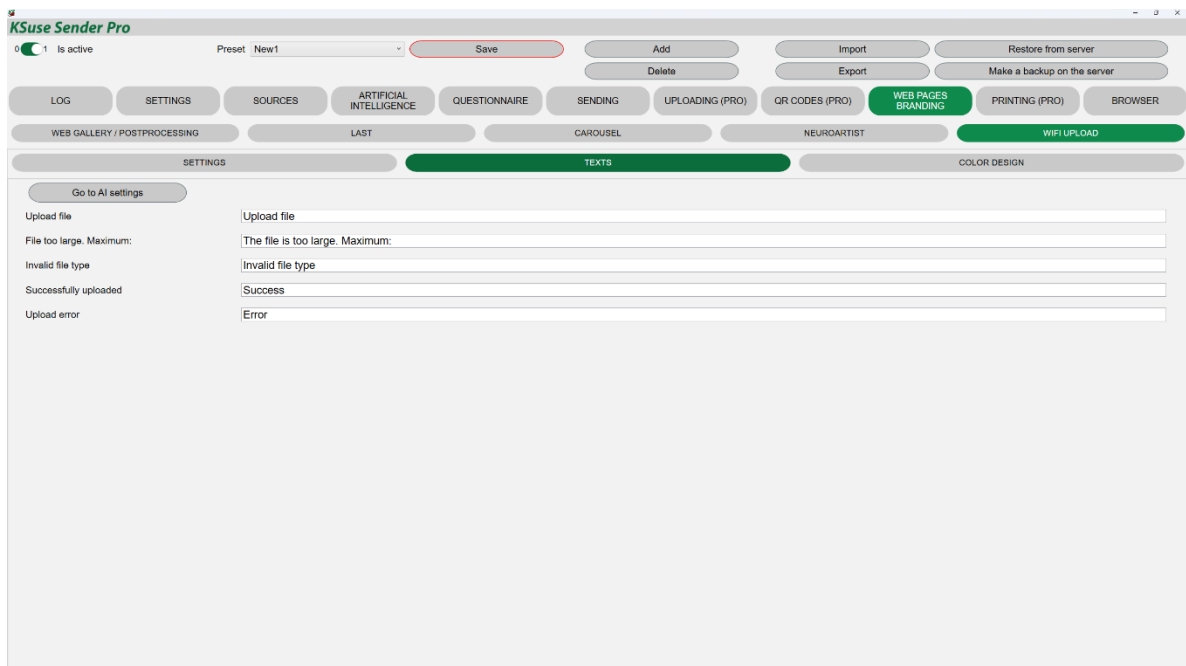 KSuse Sender Pro
0 1 Is active Preset New1 Save Add Import Restore from server
Delete Export Make a backup on the server
LOG SETTINGS SOURCES ARTIFICIAL INTELLIGENCE QUESTIONNAIRE SENDING UPLOADING (PRO) QR CODES (PRO) WEB PAGES BRANDING PRINTING (PRO) BROWSER
WEB GALLERY / POSTPROCESSING LAST CAROUSEL NEUROARTIST WIFI UPLOAD
SETTINGS TEXTS COLOR DESIGN
Go to AI settings
Upload file Upload file
File too large. Maximum: The file is too large. Maximum:
Invalid file type Invalid file type
Successfully uploaded Success
Upload error Error